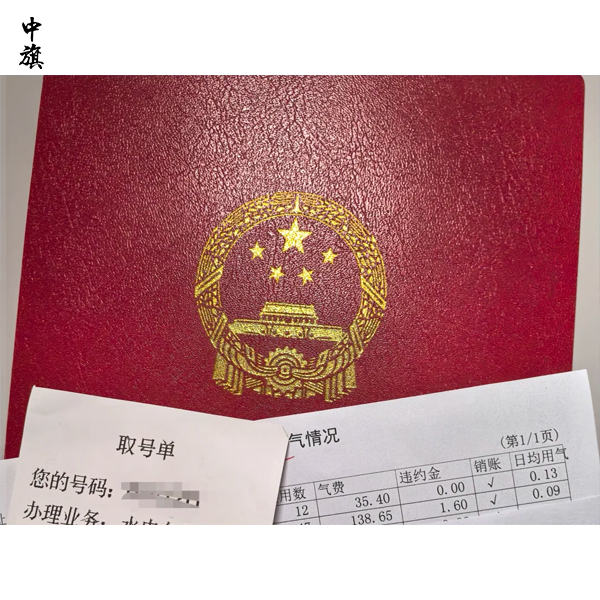 中旗
取号单
您的号码:
办理业务:
气情况
(第1/1页)
用数 气费 违约金 销账 日均用气
12 35.40 0.00 √ 0.13
138.65 1.60 √ 0.09